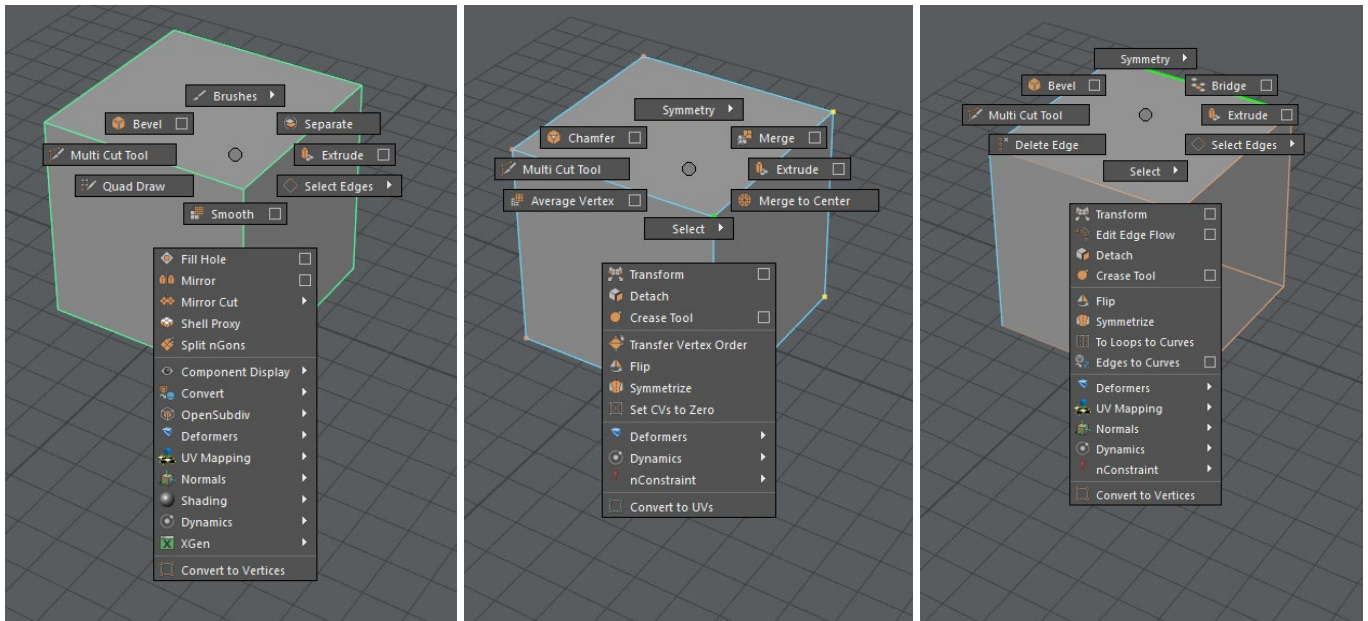 Brushes
Bevel
Separate
Multi Cut Tool
Extrude
Quad Draw
Select Edges
Smooth
Fill Hole
Mirror
Mirror Cut
Shell Proxy
Split nGons
Component Display
Convert
OpenSubdiv
Deformers
UV Mapping
Normals
Shading
Dynamics
XGen
Convert to Vertices
Symmetry
Chamfer
Merge
Multi Cut Tool
Extrude
Average Vertex
Merge to Center
Select
Transform
Detach
Crease Tool
Transfer Vertex Order
Flip
Symmetrize
Set CVs to Zero
Deformers
Dynamics
nConstraint
Convert to UVs
Symmetry
Bevel
Bridge
Multi Cut Tool
Extrude
Delete Edge
Select Edges
Select
Transform
Edit Edge Flow
Detach
Crease Tool
Flip
Symmetrize
To Loops to Curves
Edges to Curves
Deformers
UV Mapping
Normals
Dynamics
nConstraint
Convert to Vertices